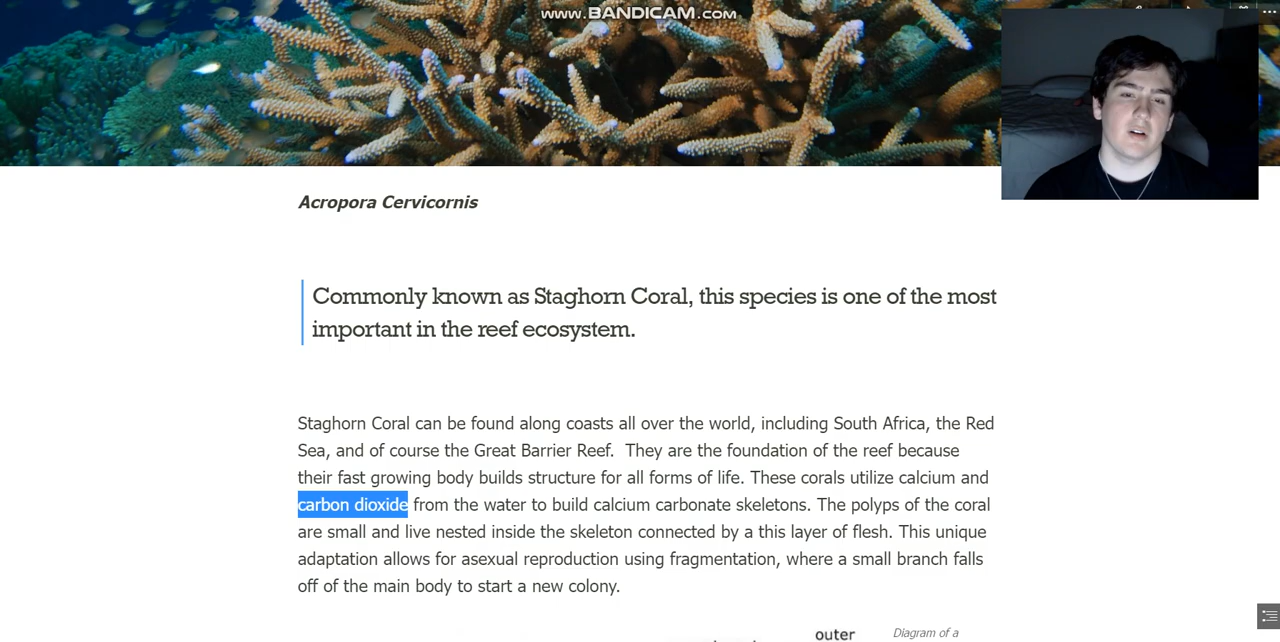 WWW.BANDICAM.COM
Acropora Cervicornis
Commonly known as Staghorn Coral, this species is one of the most
important in the reef ecosystem.
Staghorn Coral can be found along coasts all over the world, including South Africa, the Red
Sea, and of course the Great Barrier Reef.  They are the foundation of the reef because
their fast growing body builds structure for all forms of life. These corals utilize calcium and
carbon dioxide from the water to build calcium carbonate skeletons. The polyps of the coral
are small and live nested inside the skeleton connected by a this layer of flesh. This unique
adaptation allows for asexual reproduction using fragmentation, where a small branch falls
off of the main body to start a new colony.
outer
Diagram of a